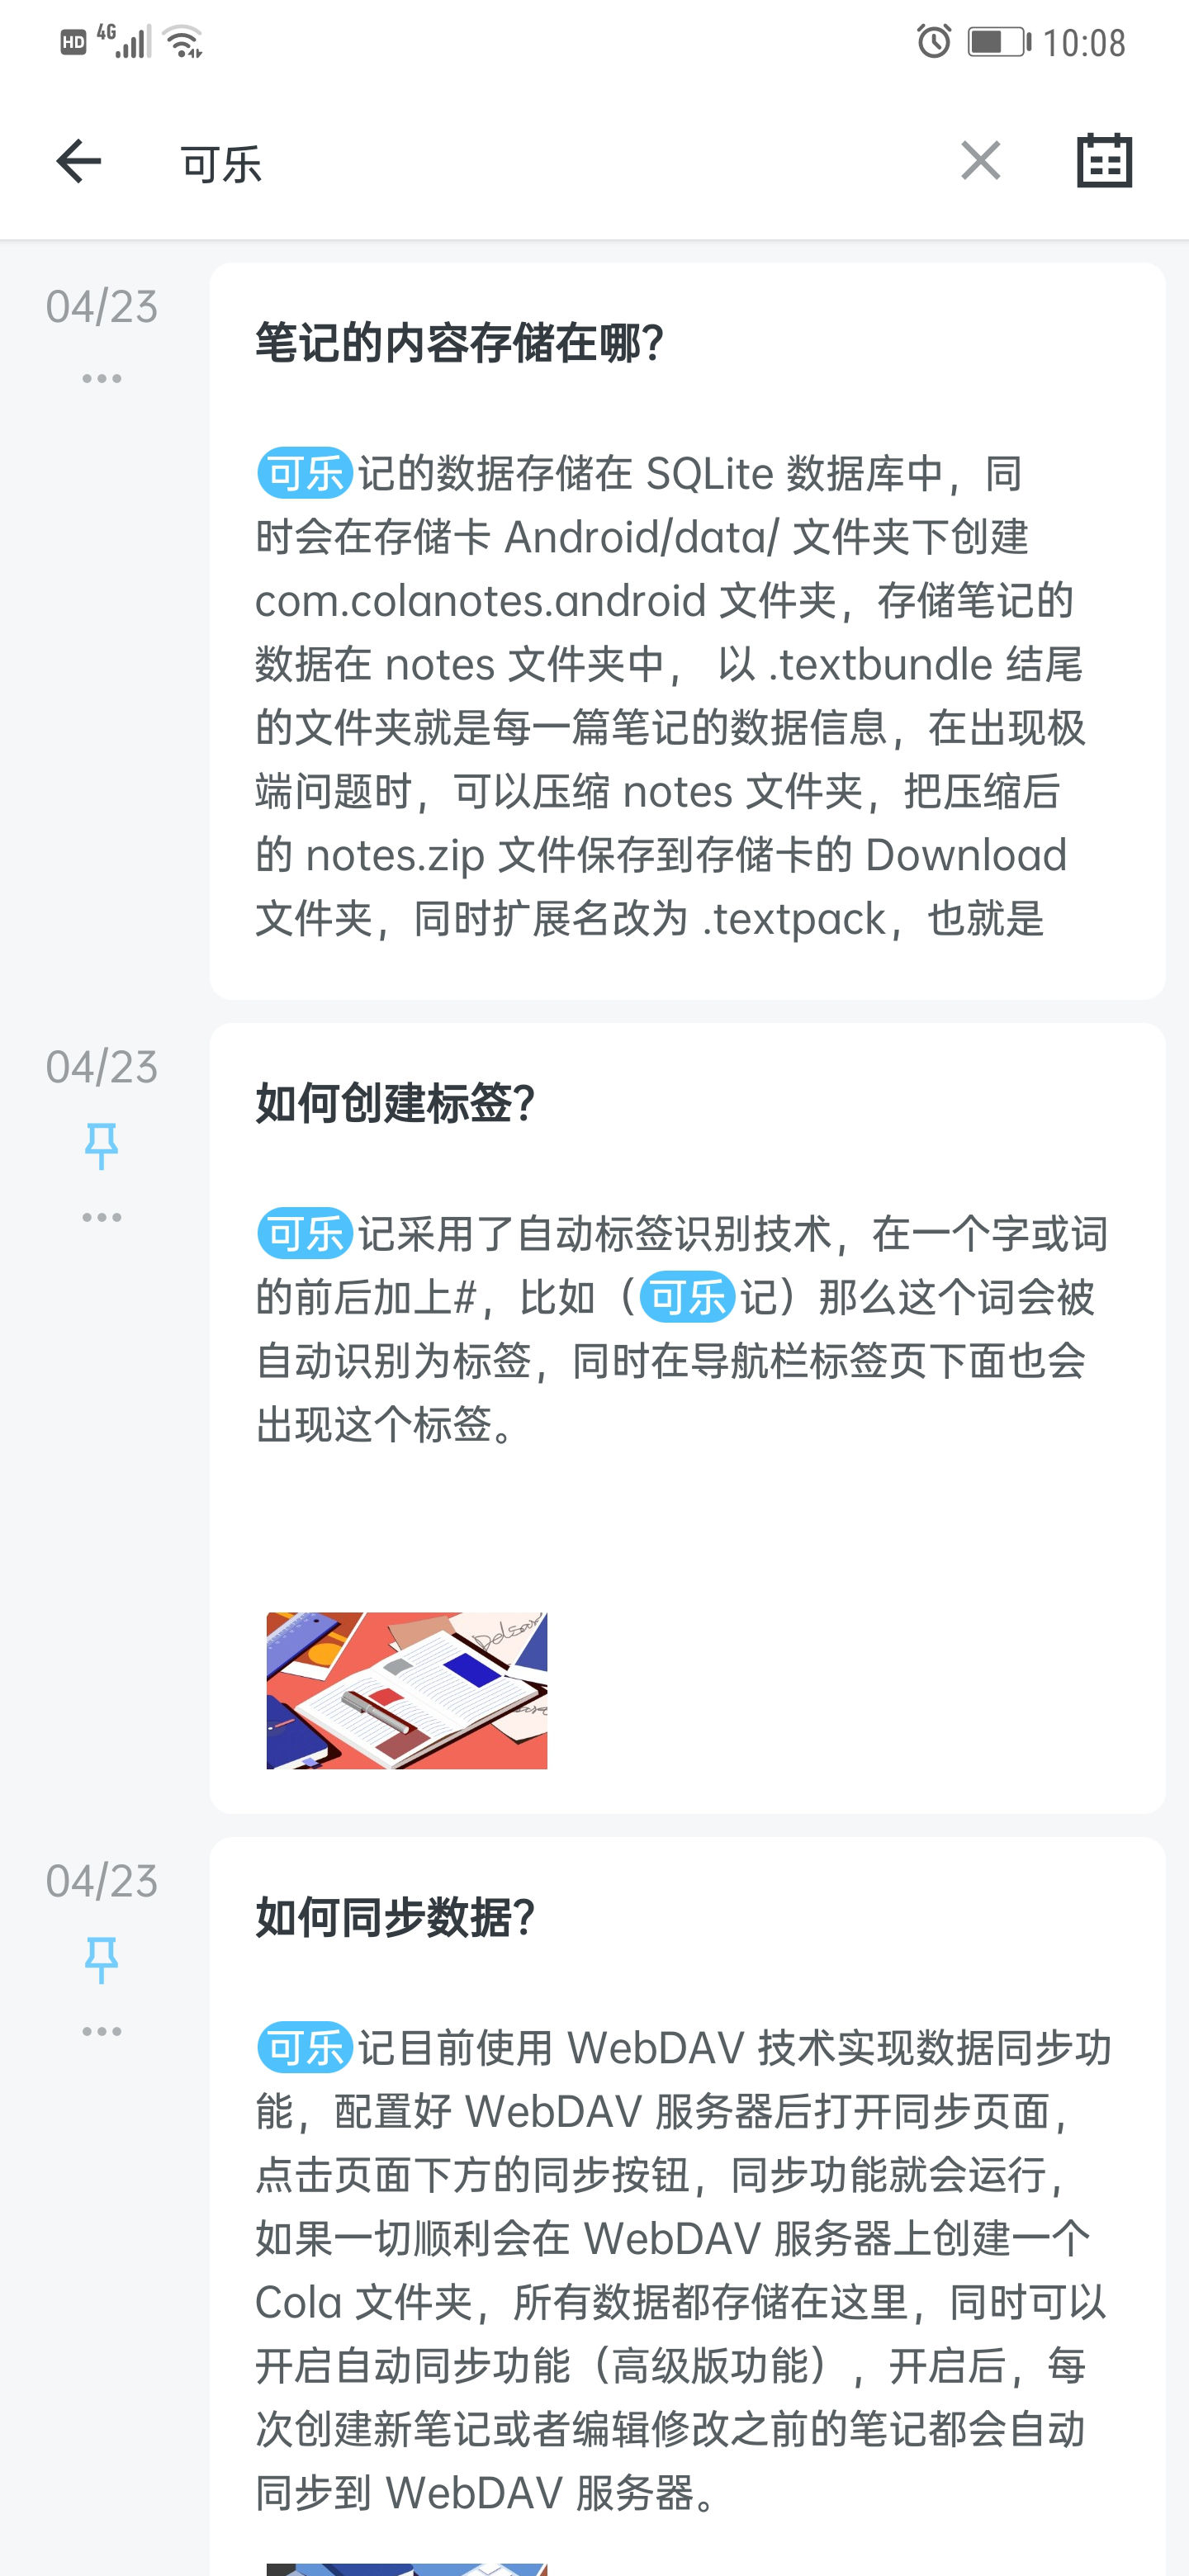 HD 4G 10:08
可乐
04/23
笔记的内容存储在哪？
可乐记的数据存储在 SQLite 数据库中，同
时会在存储卡 Android/data/ 文件夹下创建
com.colanotes.android 文件夹，存储笔记的
数据在 notes 文件夹中， 以 .textbundle 结尾
的文件夹就是每一篇笔记的数据信息，在出现极
端问题时，可以压缩 notes 文件夹，把压缩后
的 notes.zip 文件保存到存储卡的 Download
文件夹，同时扩展名改为 .textpack，也就是
04/23
如何创建标签？
可乐记采用了自动标签识别技术，在一个字或词
的前后加上#，比如（可乐记）那么这个词会被
自动识别为标签，同时在导航栏标签页下面也会
出现这个标签。
04/23
如何同步数据？
可乐记目前使用 WebDAV 技术实现数据同步功
能，配置好 WebDAV 服务器后打开同步页面，
点击页面下方的同步按钮，同步功能就会运行，
如果一切顺利会在 WebDAV 服务器上创建一个
Cola 文件夹，所有数据都存储在这里，同时可以
开启自动同步功能（高级版功能），开启后，每
次创建新笔记或者编辑修改之前的笔记都会自动
同步到 WebDAV 服务器。